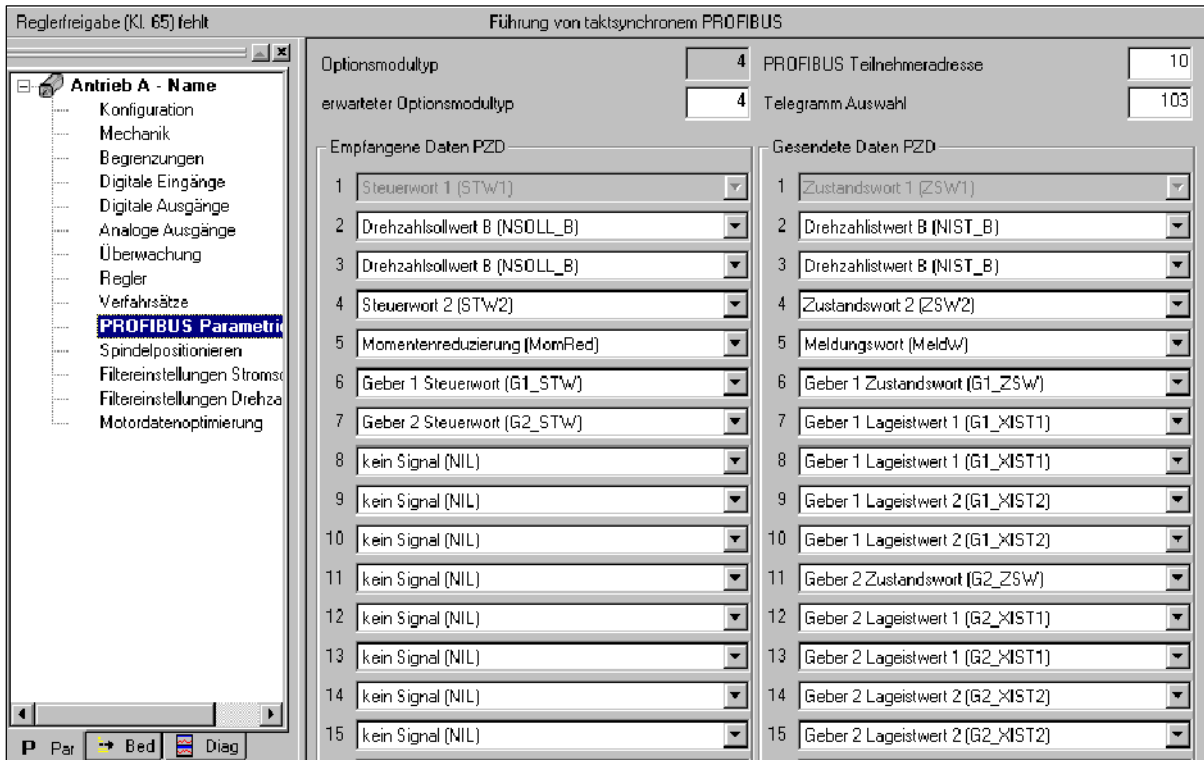 Reglerfreigabe (Kl. 65) fehlt
Führung von taktsynchronem PROFIBUS
Antrieb A - Name
Konfiguration
Mechanik
Begrenzungen
Digitale Eingänge
Digitale Ausgänge
Analoge Ausgänge
Überwachung
Regler
Verfahrsätze
PROFIBUS Parametrie
Spindelpositionieren
Filtereinstellungen Stromso
Filtereinstellungen Drehza
Motordatenoptimierung
P Par
Bed
Diag
Optionsmodultyp 4
PROFIBUS Teilnehmeradresse 10
erwarteter Optionsmodultyp 4
Telegramm Auswahl 103
Empfangene Daten PZD
1 Steuerwort 1 (STW1)
2 Drehzahlsollwert B (NSOLL_B)
3 Drehzahlsollwert B (NSOLL_B)
4 Steuerwort 2 (STW2)
5 Momentenreduzierung (MomRed)
6 Geber 1 Steuerwort (G1_STW)
7 Geber 2 Steuerwort (G2_STW)
8 kein Signal (NIL)
9 kein Signal (NIL)
10 kein Signal (NIL)
11 kein Signal (NIL)
12 kein Signal (NIL)
13 kein Signal (NIL)
14 kein Signal (NIL)
15 kein Signal (NIL)
Gesendete Daten PZD
1 Zustandswort 1 (ZSW1)
2 Drehzahlistwert B (NIST_B)
3 Drehzahlistwert B (NIST_B)
4 Zustandswort 2 (ZSW2)
5 Meldungswort (MeldW)
6 Geber 1 Zustandswort (G1_ZSW)
7 Geber 1 Lageistwert 1 (G1_XIST1)
8 Geber 1 Lageistwert 1 (G1_XIST1)
9 Geber 1 Lageistwert 2 (G1_XIST2)
10 Geber 1 Lageistwert 2 (G1_XIST2)
11 Geber 2 Zustandswort (G2_ZSW)
12 Geber 2 Lageistwert 1 (G2_XIST1)
13 Geber 2 Lageistwert 1 (G2_XIST1)
14 Geber 2 Lageistwert 2 (G2_XIST2)
15 Geber 2 Lageistwert 2 (G2_XIST2)